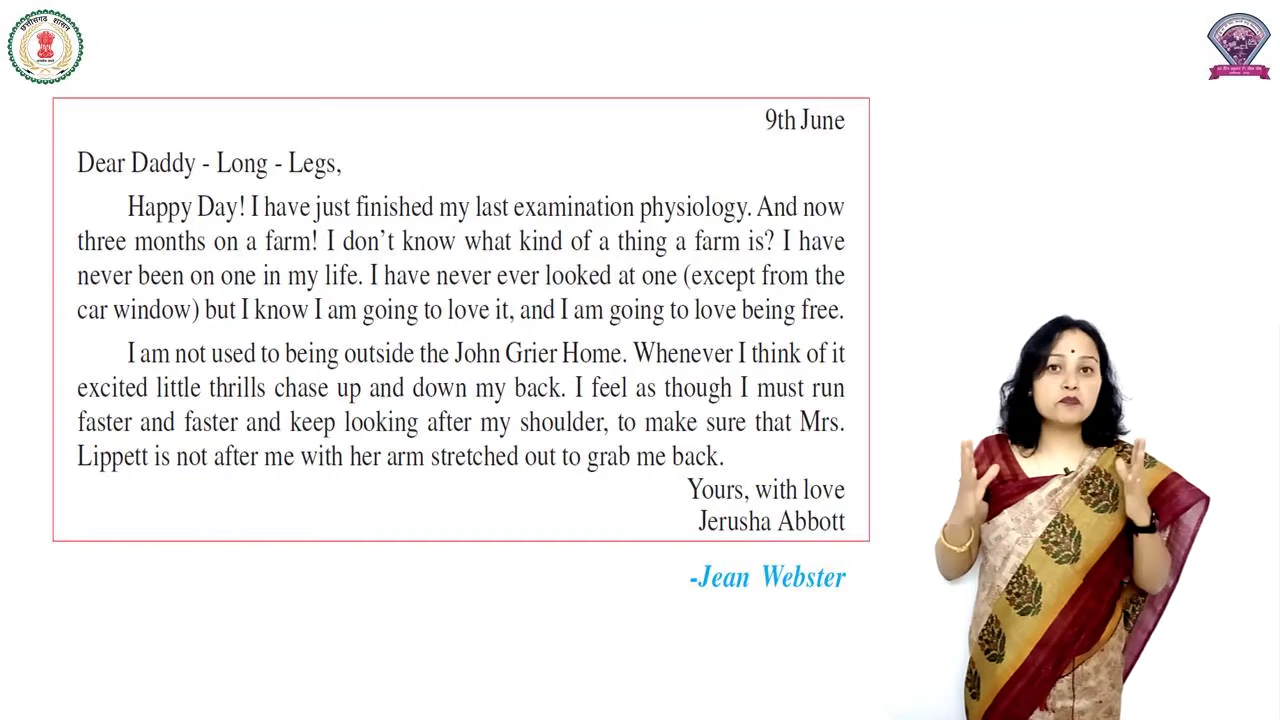 छत्तीसगढ़ शासन
9th June
Dear Daddy - Long - Legs,
Happy Day! I have just finished my last examination physiology. And now
three months on a farm! I don’t know what kind of a thing a farm is? I have
never been on one in my life. I have never ever looked at one (except from the
car window) but I know I am going to love it, and I am going to love being free.
I am not used to being outside the John Grier Home. Whenever I think of it
excited little thrills chase up and down my back. I feel as though I must run
faster and faster and keep looking after my shoulder, to make sure that Mrs.
Lippett is not after me with her arm stretched out to grab me back.
Yours, with love
Jerusha Abbott
-Jean Webster